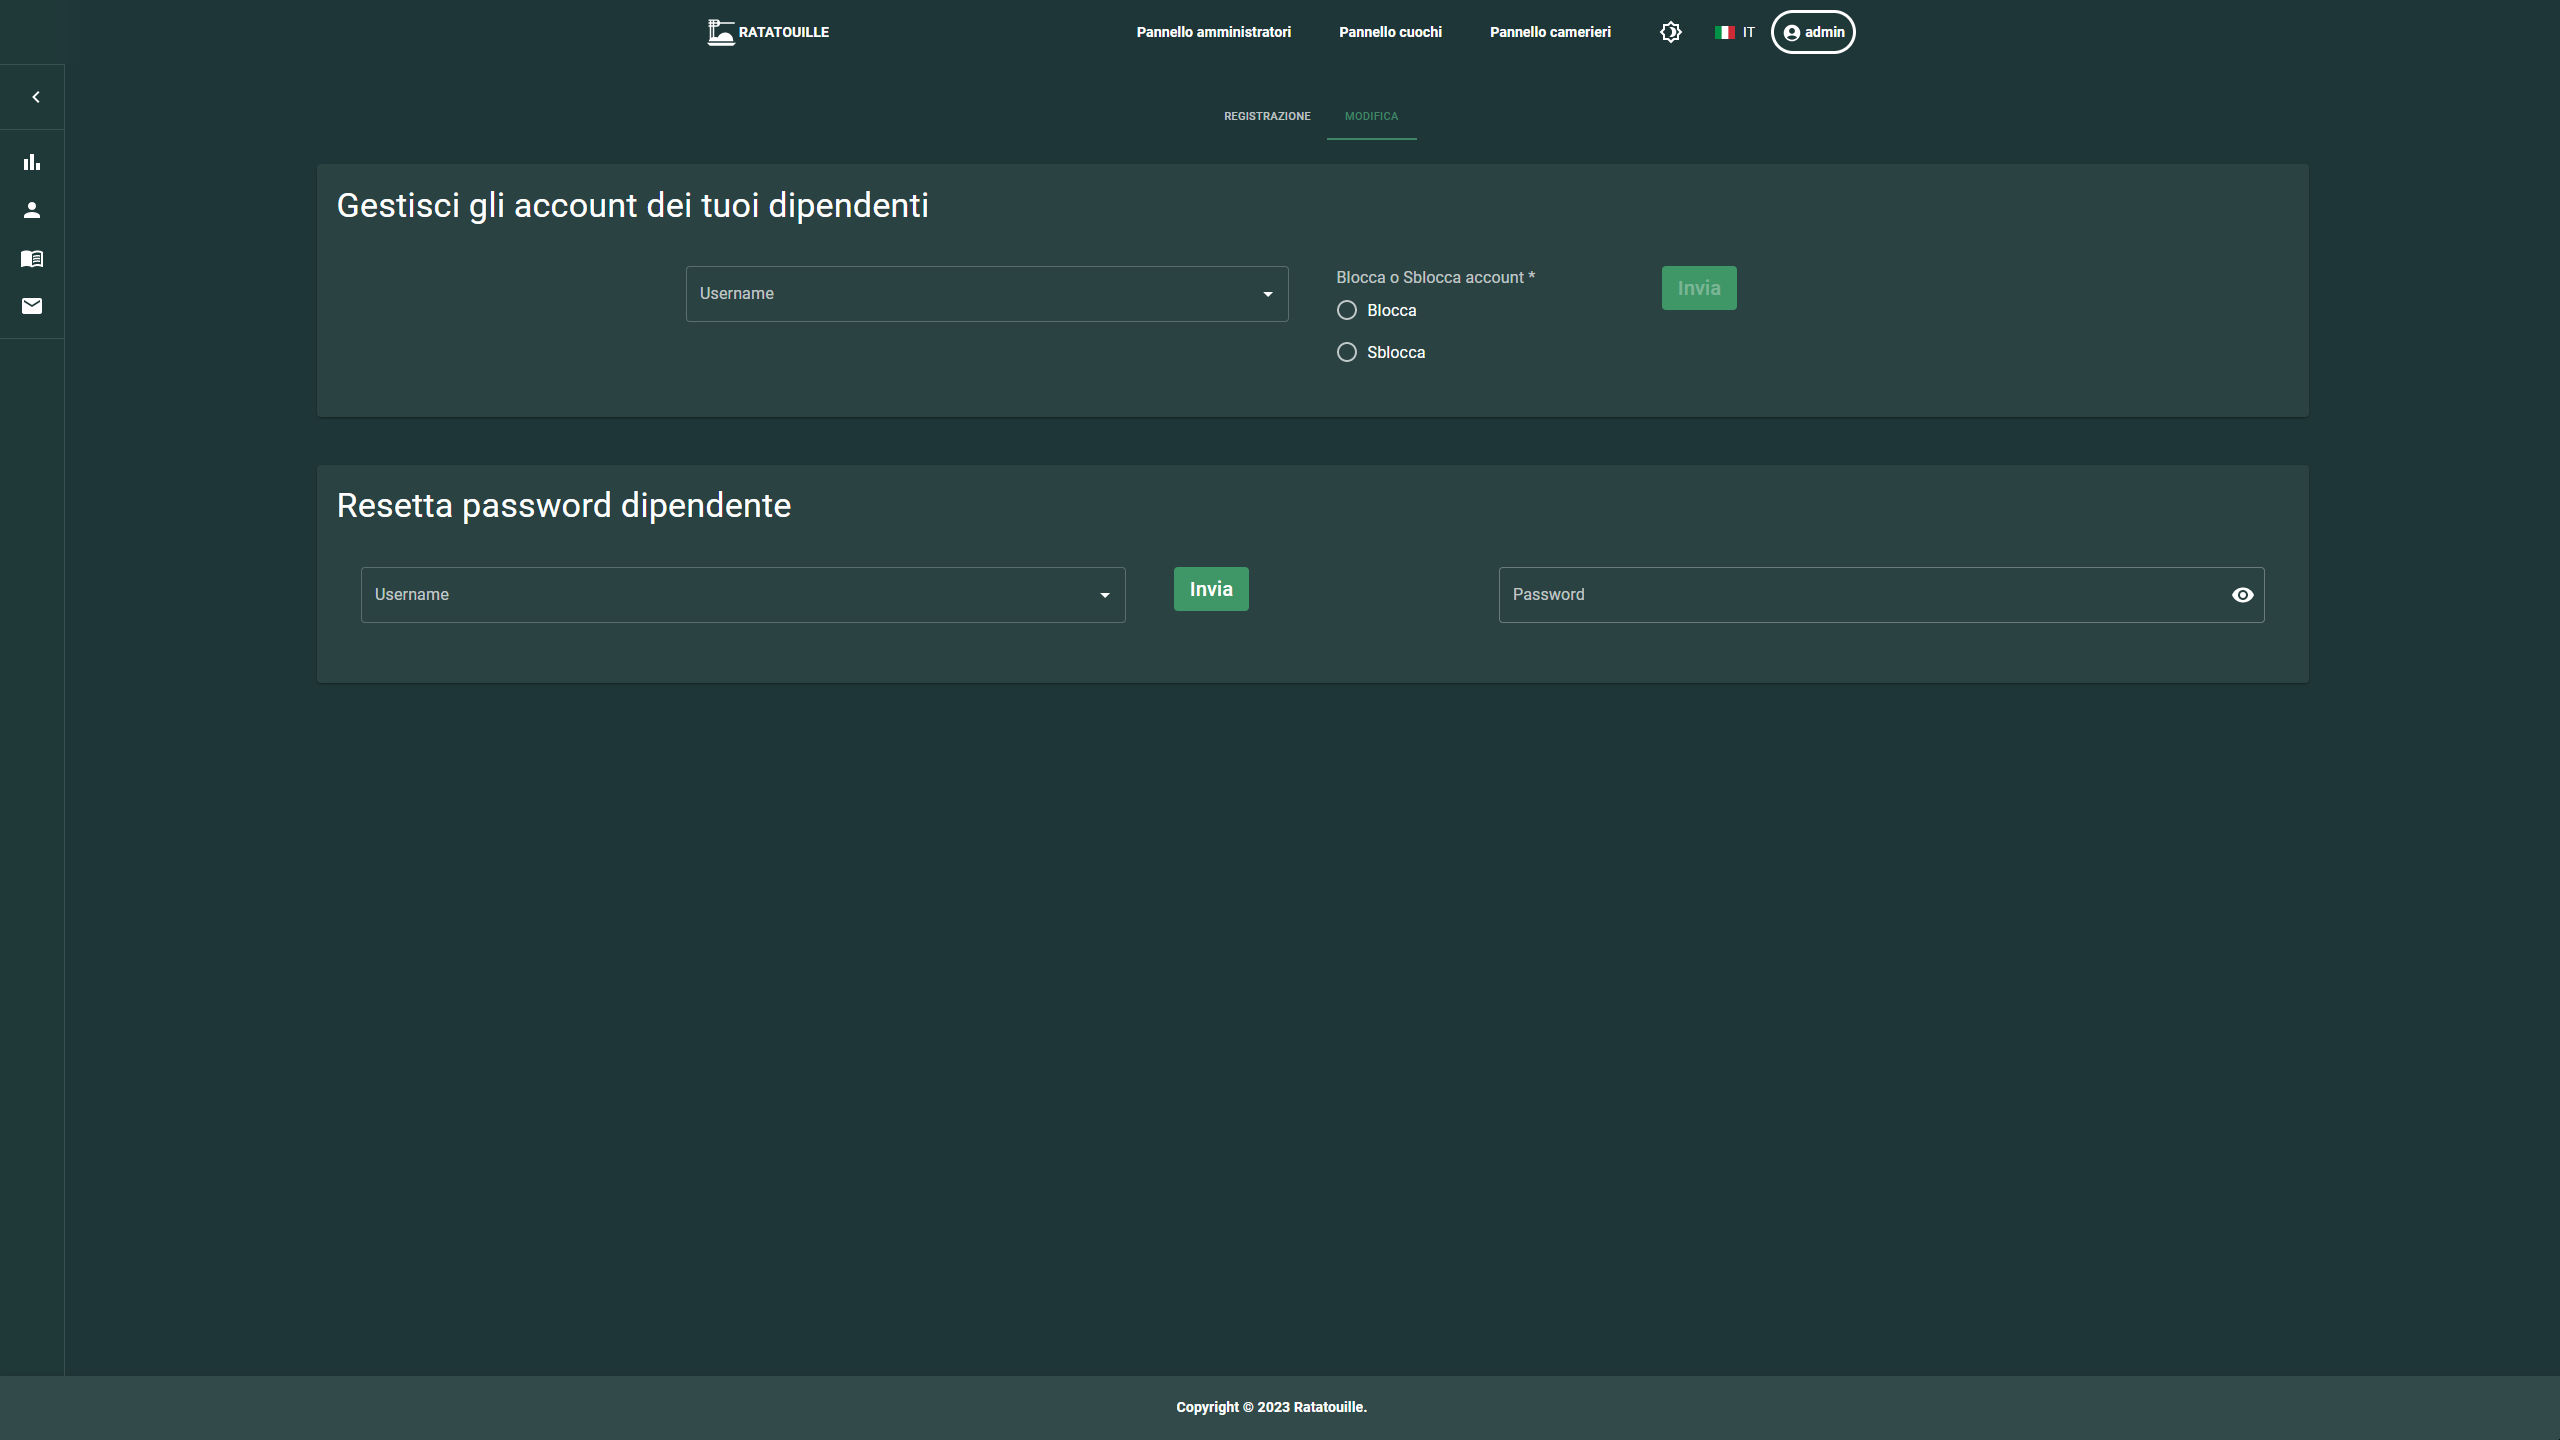 RATATOUILLE
Pannello amministratori
Pannello cuochi
Pannello camerieri
IT
admin
REGISTRAZIONE
MODIFICA
Gestisci gli account dei tuoi dipendenti
Username
Blocca o Sblocca account *
Blocca
Sblocca
Invia
Resetta password dipendente
Username
Invia
Password
Copyright © 2023 Ratatouille.